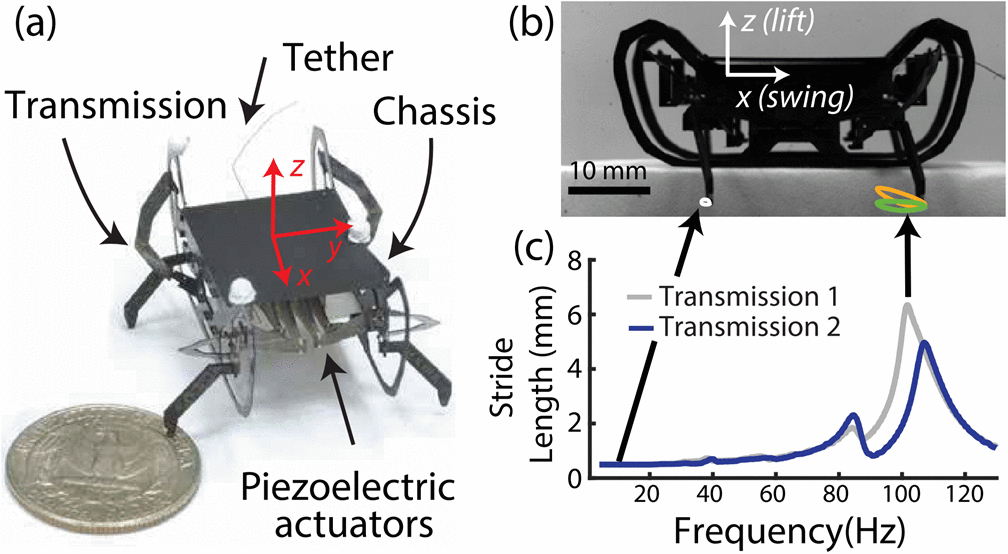 (a)
Tether
Transmission
Chassis
z
y
x
Piezoelectric
actuators
(b)
z (lift)
x (swing)
10 mm
(c)
8
6
4
2
0
Stride
Length (mm)
Transmission 1
Transmission 2
20 40 60 80 100 120
Frequency(Hz)